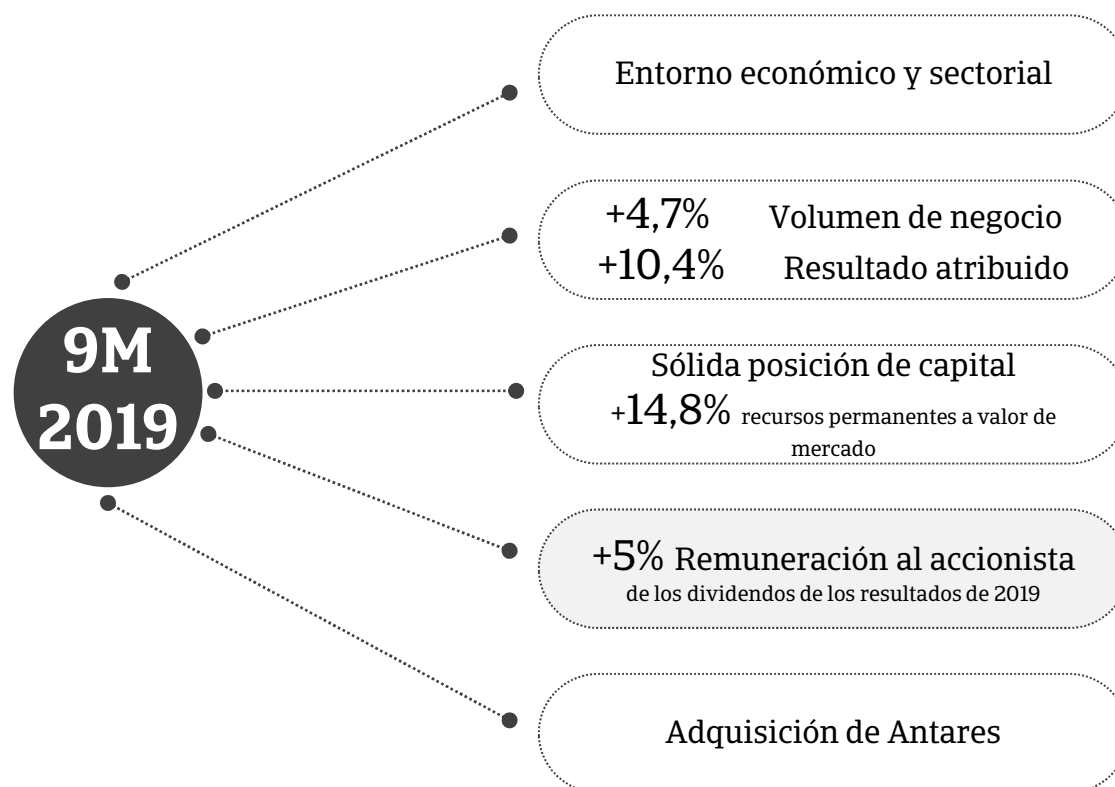 9M
2019
Entorno económico y sectorial
+4,7% Volumen de negocio
+10,4% Resultado atribuido
Sólida posición de capital
+14,8% recursos permanentes a valor de
mercado
+5% Remuneración al accionista
de los dividendos de los resultados de 2019
Adquisición de Antares